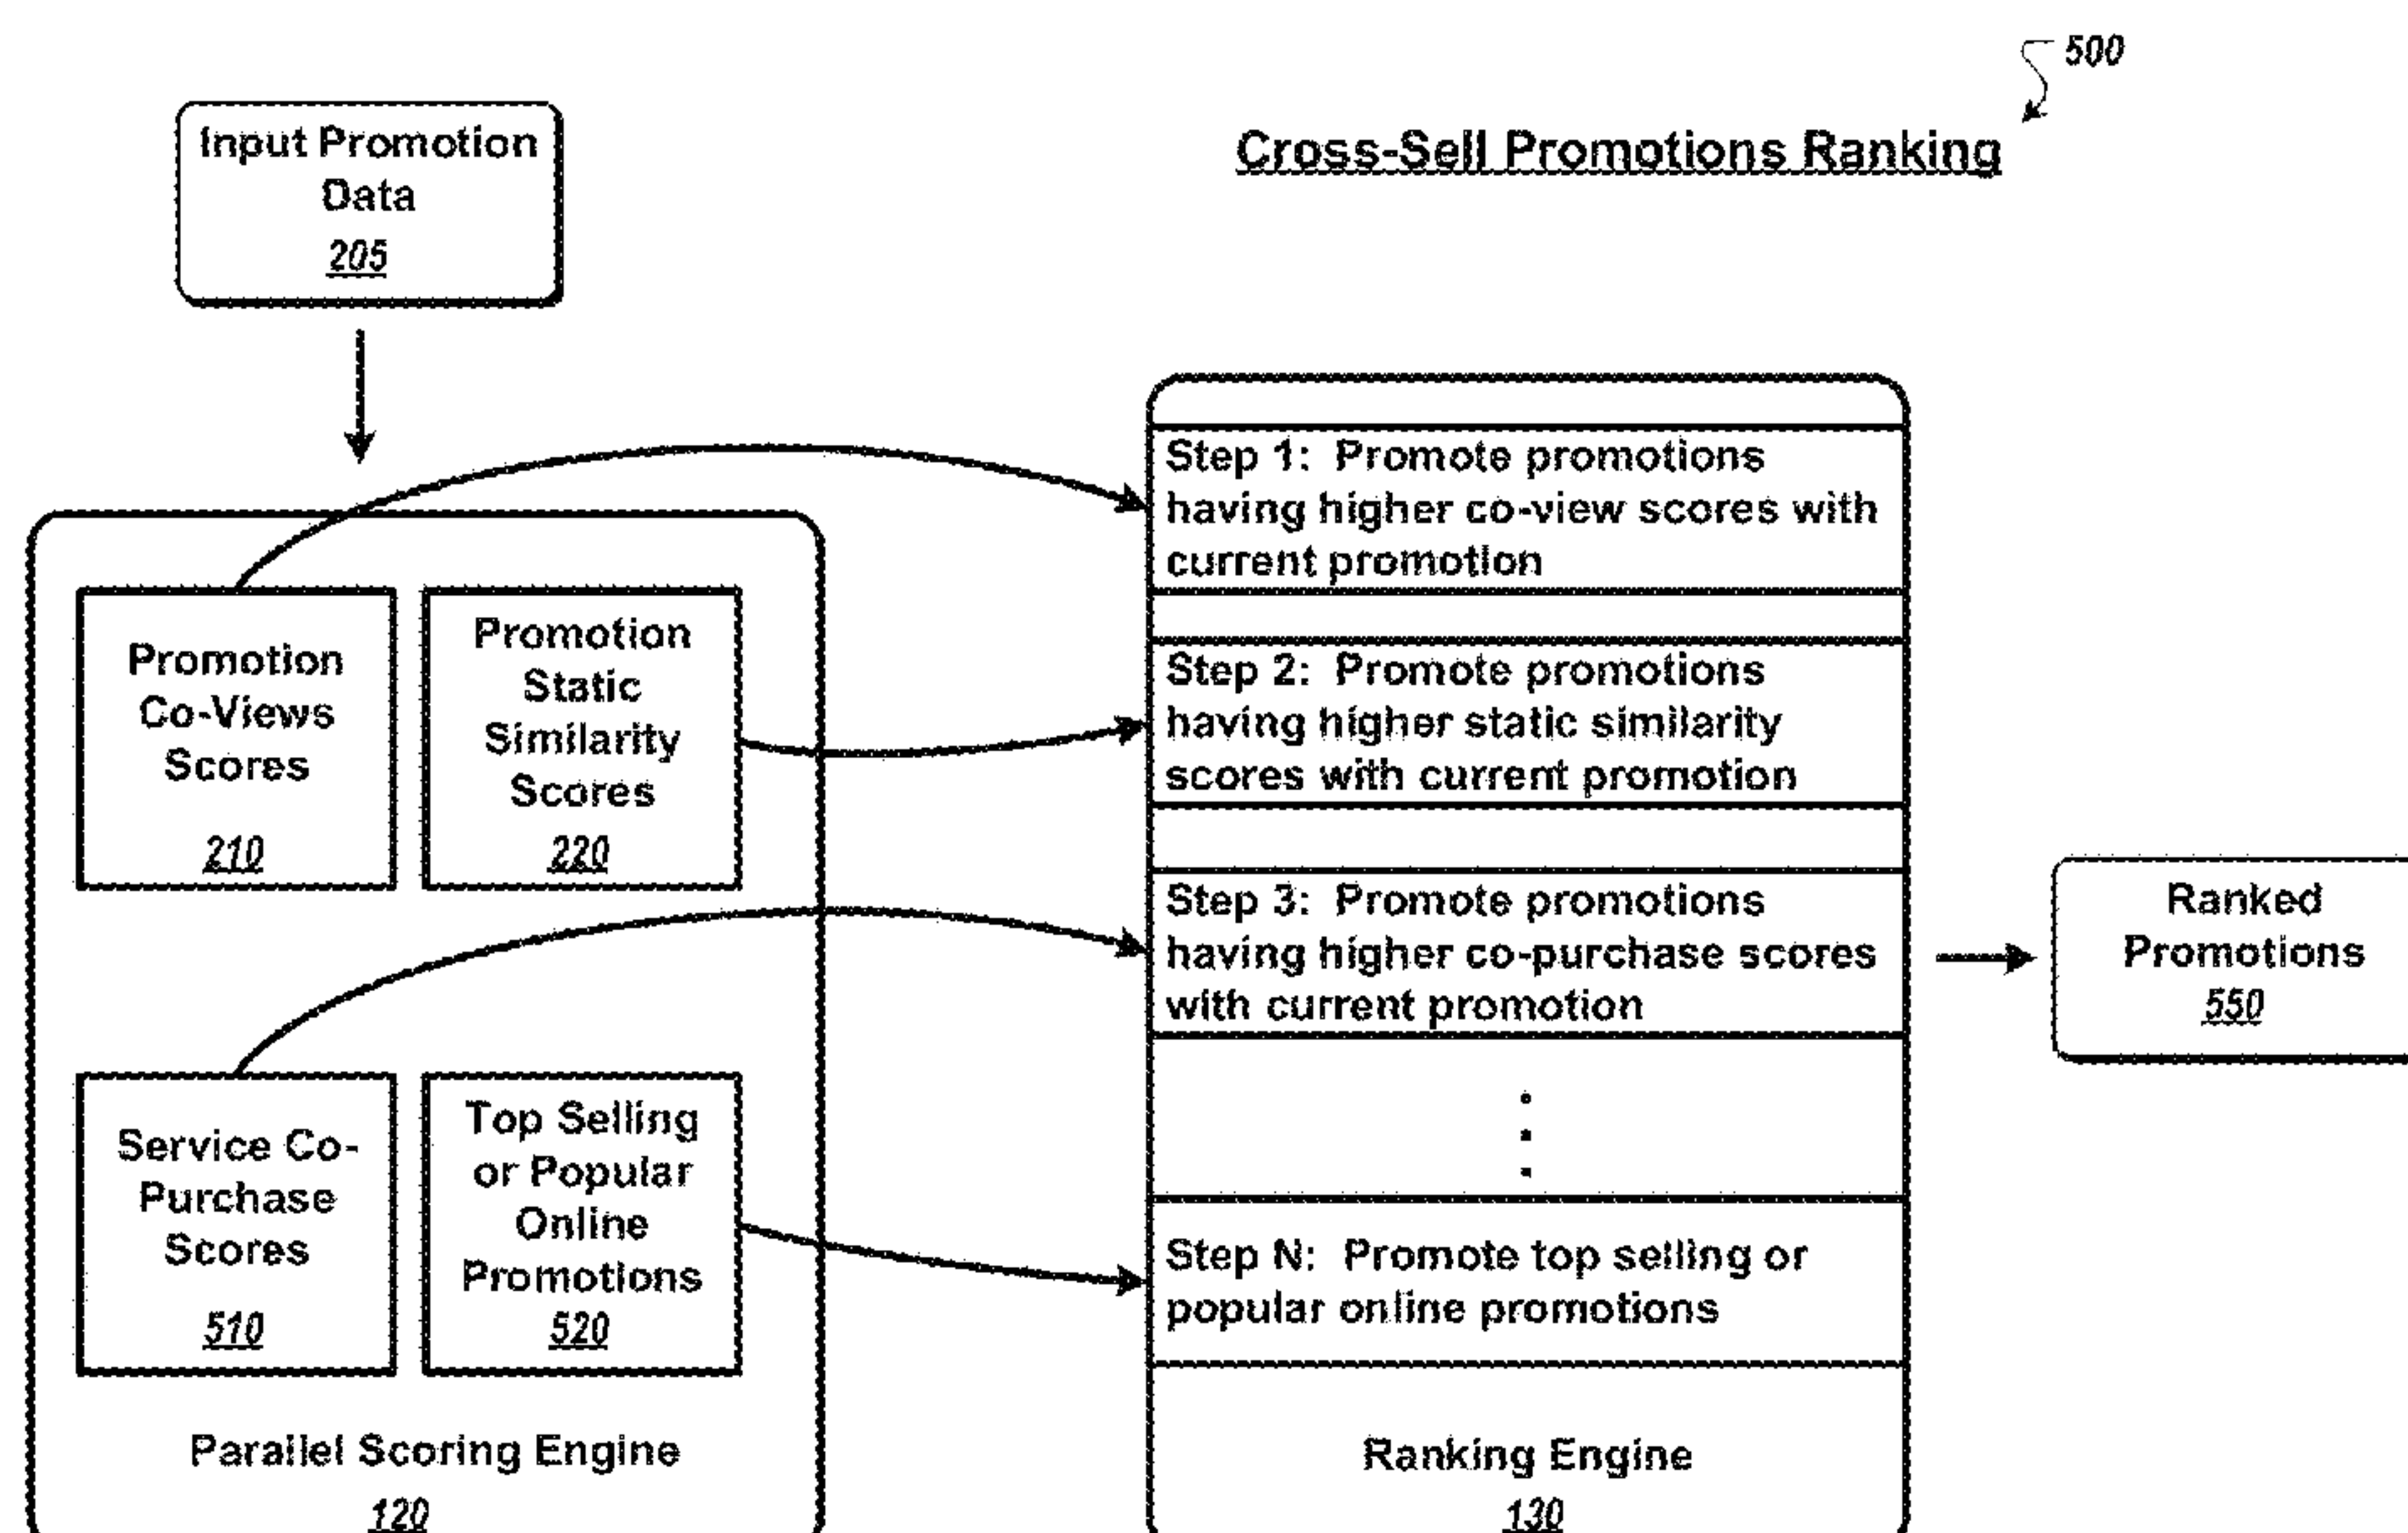 500
Cross-Sell Promotions Ranking
Input Promotion
Data
205
Promotion
Co-Views
Scores
210
Promotion
Static
Similarity
Scores
220
Service Co-
Purchase
Scores
510
Top Selling
or Popular
Online
Promotions
520
Parallel Scoring Engine
120
Step 1: Promote promotions
having higher co-view scores with
current promotion
Step 2: Promote promotions
having higher static similarity
scores with current promotion
Step 3: Promote promotions
having higher co-purchase scores
with current promotion
Step N: Promote top selling or
popular online promotions
Ranking Engine
130
Ranked
Promotions
550